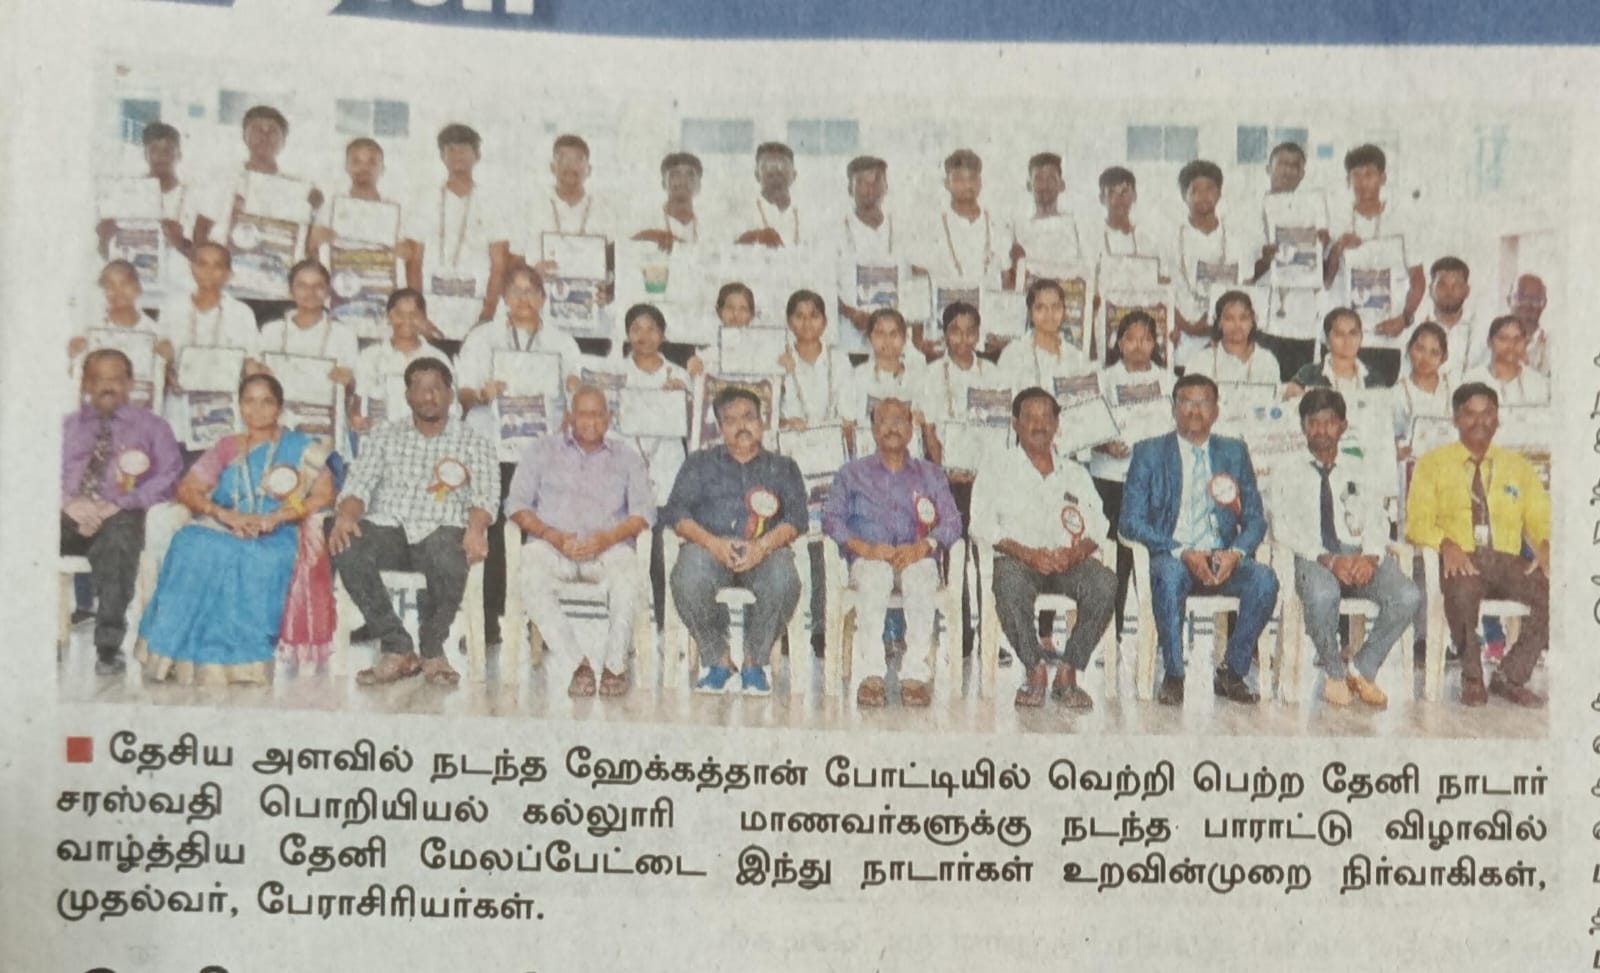 தேசிய அளவில் நடந்த ஹேக்கத்தான் போட்டியில் வெற்றி பெற்ற தேனி நாடார்
சரஸ்வதி பொறியியல் கல்லூரி மாணவர்களுக்கு நடந்த பாராட்டு விழாவில்
வாழ்த்திய தேனி மேலப்பேட்டை இந்து நாடார்கள் உறவின்முறை நிர்வாகிகள்,
முதல்வர், பேராசிரியர்கள்.